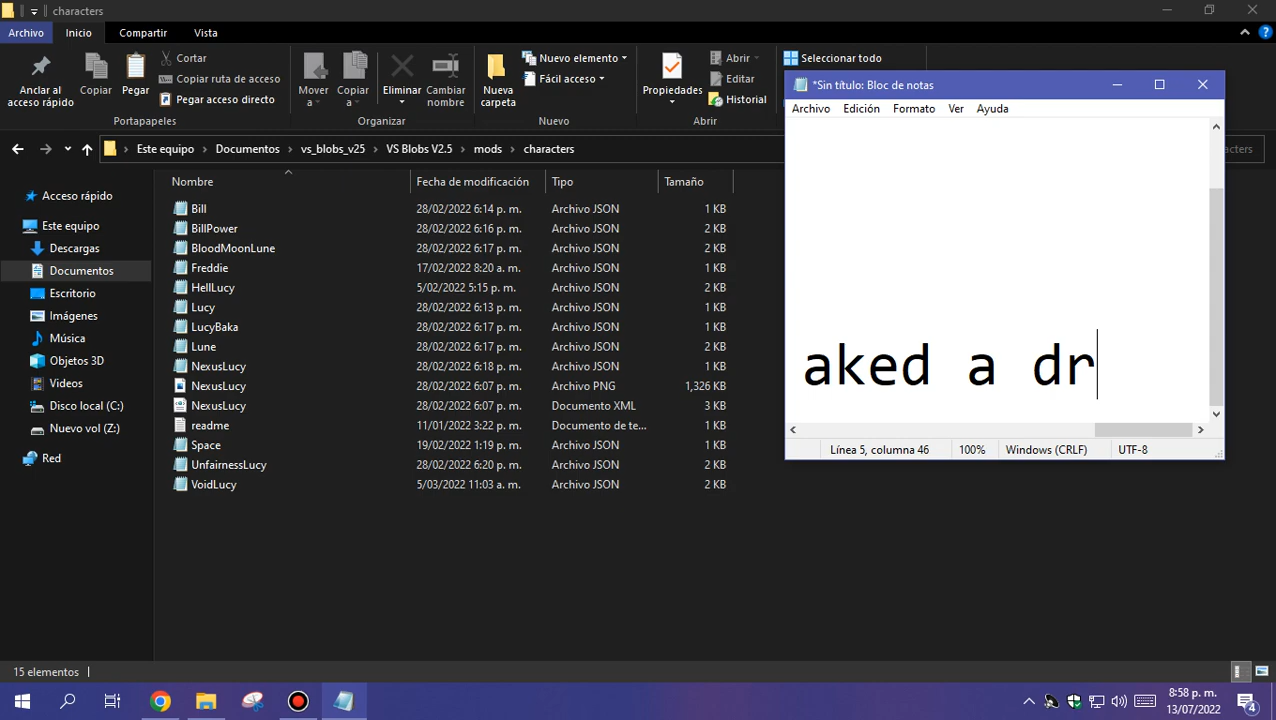 characters
Archivo
Inicio
Compartir
Vista
Anclar al
acceso rápido
Copiar
Pegar
Cortar
Copiar ruta de acceso
Pegar acceso directo
Portapapeles
Mover
a
Copiar
a
Eliminar
Cambiar
nombre
Organizar
Nueva
carpeta
Nuevo elemento
Fácil acceso
Nuevo
Propiedades
Abrir
Editar
Historial
Abrir
Seleccionar todo
Este equipo
Documentos
vs_blobs_v25
VS Blobs V2.5
mods
characters
cters
Acceso rápido
Este equipo
Descargas
Documentos
Escritorio
Imágenes
Música
Objetos 3D
Videos
Disco local (C:)
Nuevo vol (Z:)
Red
Nombre Fecha de modificación Tipo Tamaño
Bill 28/02/2022 6:14 p. m. Archivo JSON 1 KB
BillPower 28/02/2022 6:16 p. m. Archivo JSON 2 KB
BloodMoonLune 28/02/2022 6:17 p. m. Archivo JSON 2 KB
Freddie 17/02/2022 8:20 a. m. Archivo JSON 1 KB
HellLucy 5/02/2022 5:15 p. m. Archivo JSON 2 KB
Lucy 28/02/2022 6:13 p. m. Archivo JSON 1 KB
LucyBaka 28/02/2022 6:17 p. m. Archivo JSON 1 KB
Lune 28/02/2022 6:17 p. m. Archivo JSON 2 KB
NexusLucy 28/02/2022 6:18 p. m. Archivo JSON 1 KB
NexusLucy 28/02/2022 6:07 p. m. Archivo PNG 1,326 KB
NexusLucy 28/02/2022 6:07 p. m. Documento XML 3 KB
readme 11/01/2022 3:22 p. m. Documento de te... 1 KB
Space 19/02/2022 1:19 p. m. Archivo JSON 1 KB
UnfairnessLucy 28/02/2022 6:20 p. m. Archivo JSON 2 KB
VoidLucy 5/03/2022 11:03 a. m. Archivo JSON 2 KB
*Sin título: Bloc de notas
Archivo Edición Formato Ver Ayuda
aked a dr
Línea 5, columna 46 100% Windows (CRLF) UTF-8
15 elementos
8:58 p. m.
13/07/2022
4